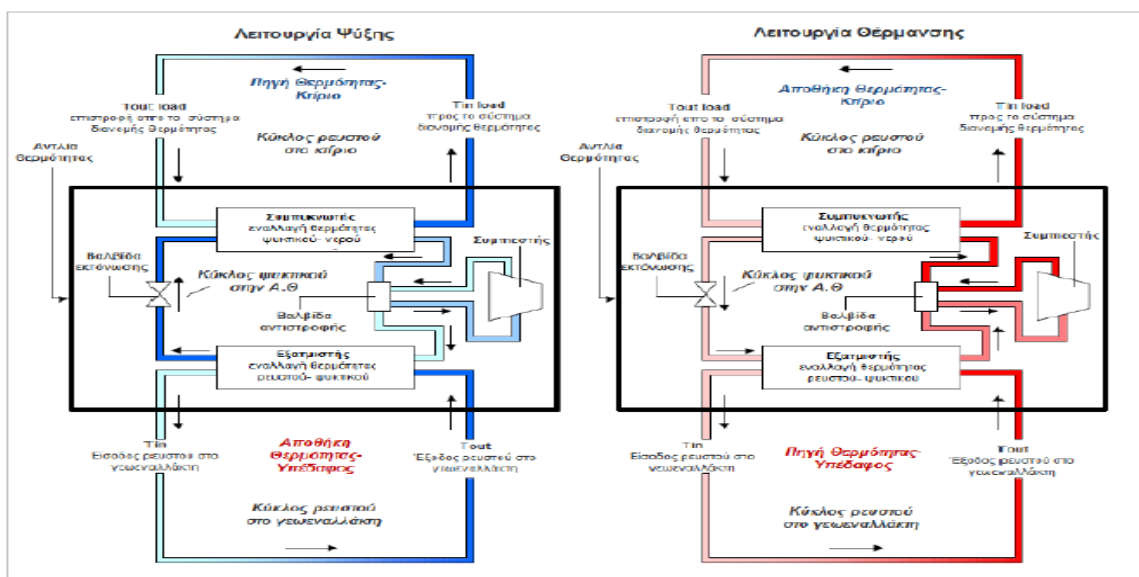 Λειτουργία Ψύξης
Πηγή Θερμότητας-
Κτίριο
Tout load
επιστροφή απο το σύστημα
διανομής θερμότητας
Tin load
προς το σύστημα
διανομής θερμότητας
Κύκλος ρευστού
στο κτήριο
Αντλία
Θερμότητας
Συμπυκνωτής
εναλλαγή θερμότητας
ψυκτικού- νερού
Συμπιεστής
Βαλβίδα
εκτόνωσης
Κύκλος ψυκτικού
στην Α.Θ
Βαλβίδα
αντιστροφής
Εξατμιστής
εναλλαγή θερμότητας
ρευστού- ψυκτικού
Tin
Είσοδος ρευστού στο
γεωεναλλάκτη
Αποθήκη
Θερμότητας-
Υπέδαφος
Tout
Έξοδος ρευστού στο
γεωεναλλάκτη
Κύκλος ρευστού
στο γεωεναλλάκτη
Λειτουργία Θέρμανσης
Αποθήκη Θερμότητας-
Κτίριο
Tout load
επιστροφή απο το σύστημα
διανομής θερμότητας
Tin load
προς το σύστημα
διανομής θερμότητας
Κύκλος ρευστού
στο κτήριο
Αντλία
Θερμότητας
Συμπυκνωτής
εναλλαγή θερμότητας
ψυκτικού- νερού
Συμπιεστής
Βαλβίδα
εκτόνωσης
Κύκλος ψυκτικού
στην Α.Θ
Βαλβίδα
αντιστροφής
Εξατμιστής
εναλλαγή θερμότητας
ρευστού- ψυκτικού
Tin
Είσοδος ρευστού στο
γεωεναλλάκτη
Πηγή Θερμότητας-
Υπέδαφος
Tout
Έξοδος ρευστού στο
γεωεναλλάκτη
Κύκλος ρευστού
στο γεωεναλλάκτη